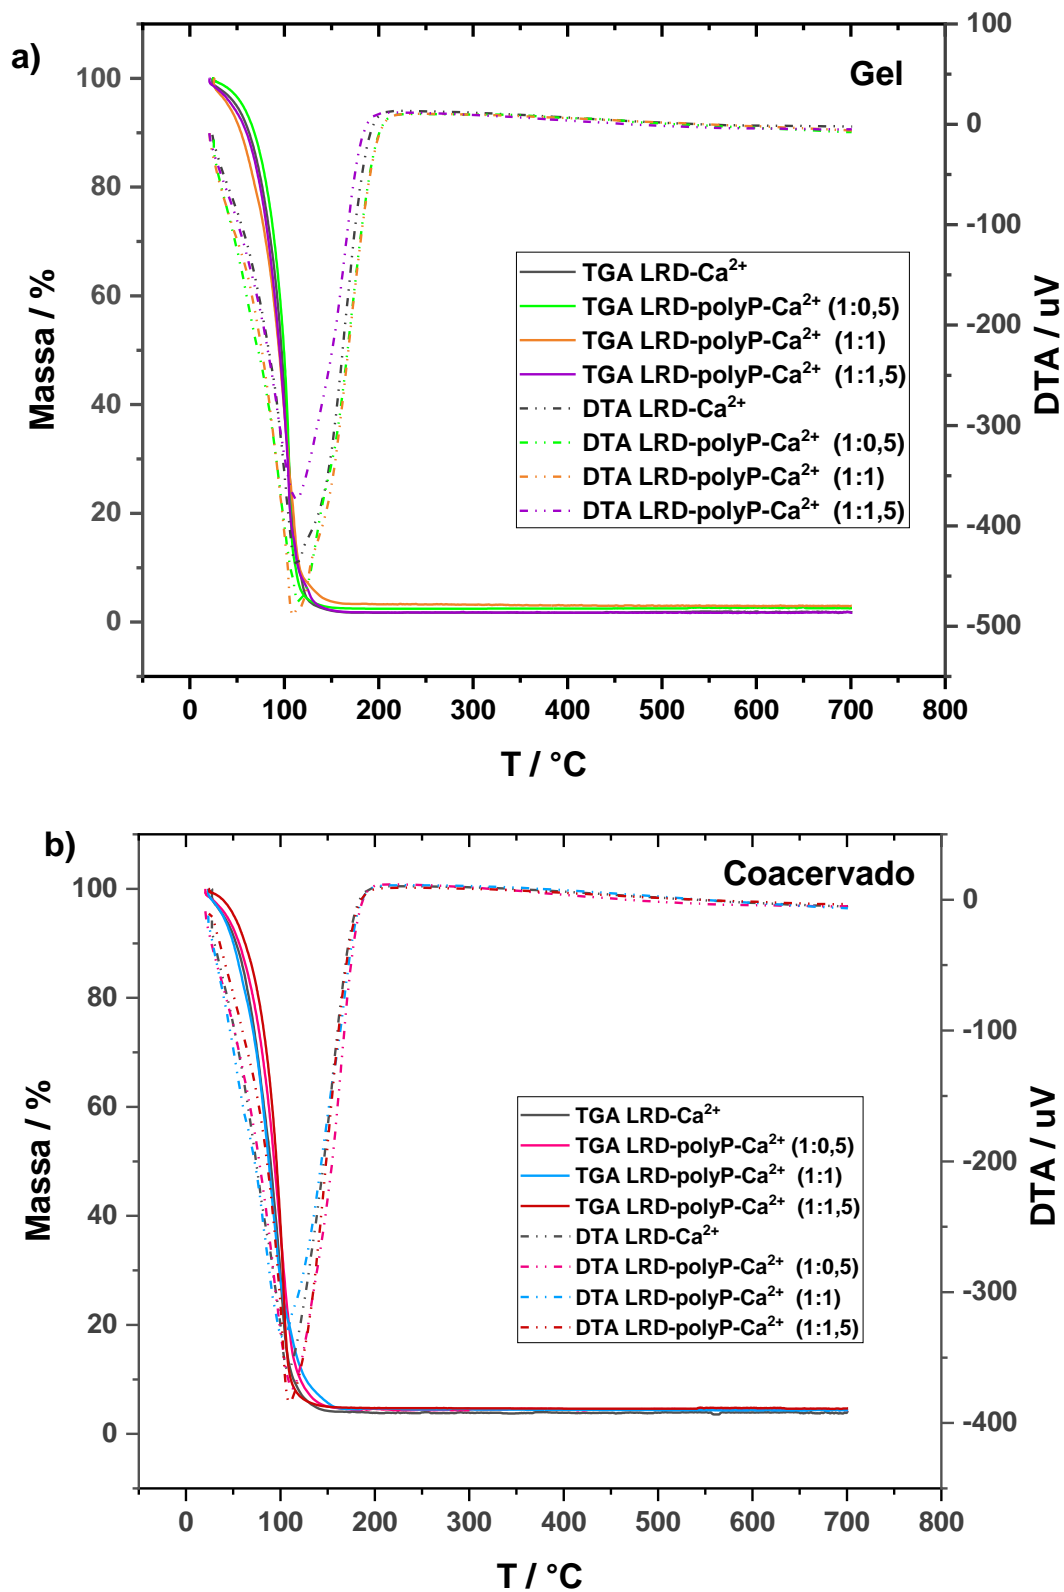 a)
Gel
100
80
60
40
20
0
Massa / %
100
0
-100
-200
-300
-400
-500
DTA / uV
TGA LRD-Ca²⁺
TGA LRD-polyP-Ca²⁺ (1:0,5)
TGA LRD-polyP-Ca²⁺ (1:1)
TGA LRD-polyP-Ca²⁺ (1:1,5)
DTA LRD-Ca²⁺
DTA LRD-polyP-Ca²⁺ (1:0,5)
DTA LRD-polyP-Ca²⁺ (1:1)
DTA LRD-polyP-Ca²⁺ (1:1,5)
0 100 200 300 400 500 600 700 800
T / °C
b)
Coacervado
100
80
60
40
20
0
Massa / %
0
-100
-200
-300
-400
DTA / uV
TGA LRD-Ca²⁺
TGA LRD-polyP-Ca²⁺ (1:0,5)
TGA LRD-polyP-Ca²⁺ (1:1)
TGA LRD-polyP-Ca²⁺ (1:1,5)
DTA LRD-Ca²⁺
DTA LRD-polyP-Ca²⁺ (1:0,5)
DTA LRD-polyP-Ca²⁺ (1:1)
DTA LRD-polyP-Ca²⁺ (1:1,5)
0 100 200 300 400 500 600 700 800
T / °C